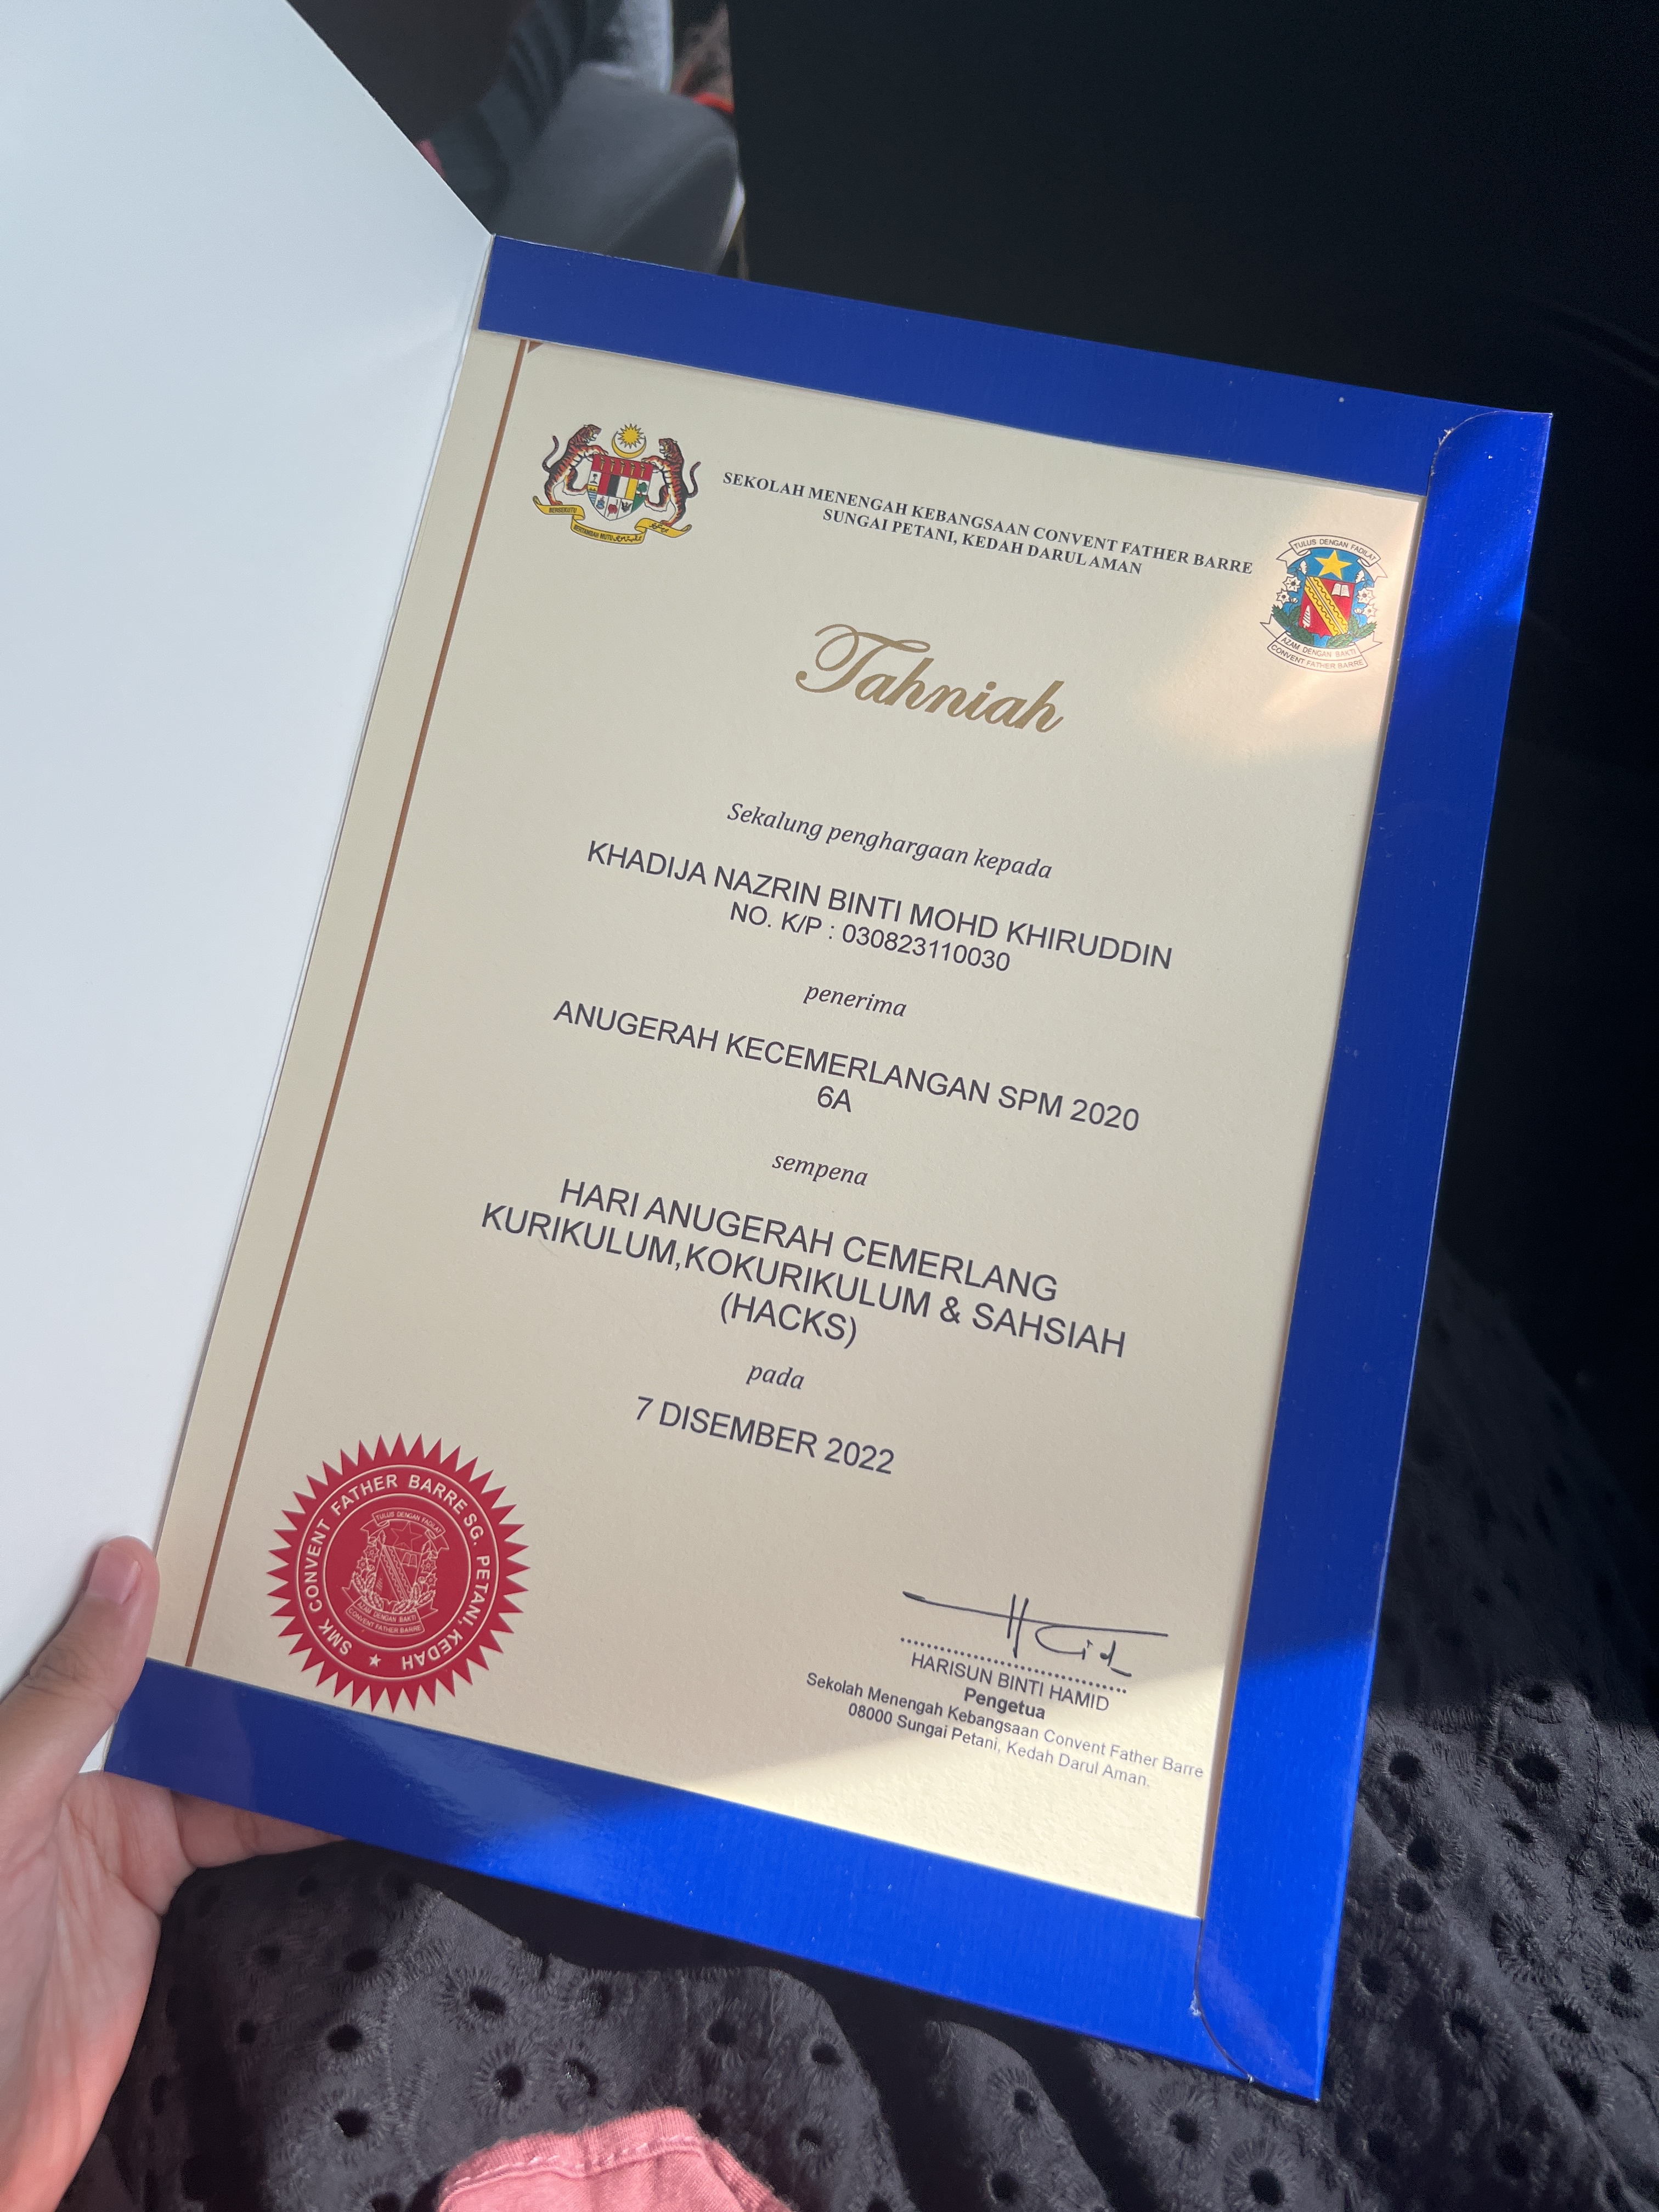 SEKOLAH MENENGAH KEBANGSAAN CONVENT FATHER BARRE
SUNGAI PETANI, KEDAH DARUL AMAN
BERSEKUTU
BERTAMBAH MUTU
TULUS DENGAN FADILAT
AZAM DENGAN BAKTI
CONVENT FATHER BARRE
Tahniah
Sekalung penghargaan kepada
KHADIJA NAZRIN BINTI MOHD KHIRUDDIN
NO. K/P : 030823110030
penerima
ANUGERAH KECEMERLANGAN SPM 2020
6A
sempena
HARI ANUGERAH CEMERLANG
KURIKULUM,KOKURIKULUM & SAHSIAH
(HACKS)
pada
7 DISEMBER 2022
SMK CONVENT FATHER BARRE SG. PETANI, KEDAH
TULUS DENGAN FADILAT
AZAM DENGAN BAKTI
CONVENT FATHER BARRE
HARISUN BINTI HAMID
Pengetua
Sekolah Menengah Kebangsaan Convent Father Barre
08000 Sungai Petani, Kedah Darul Aman.